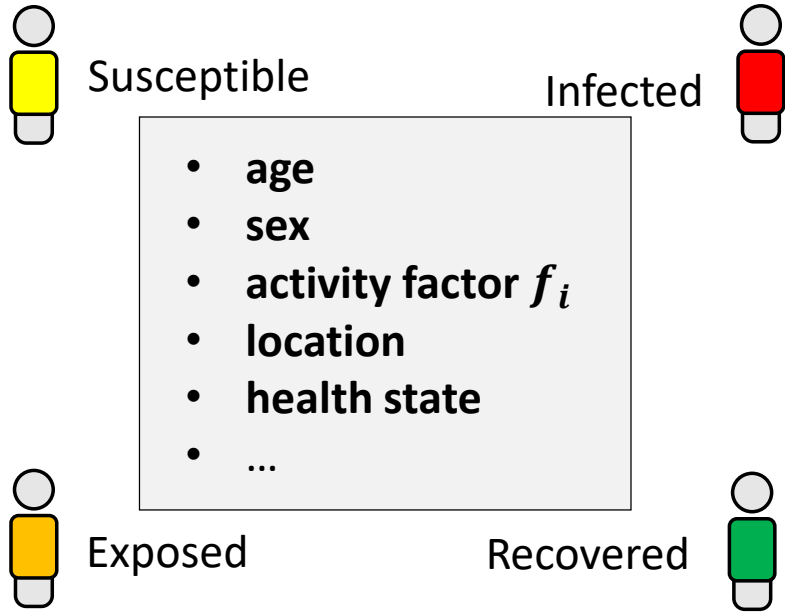 Susceptible
Infected
• age
• sex
• activity factor f_i
• location
• health state
• ...
Exposed
Recovered